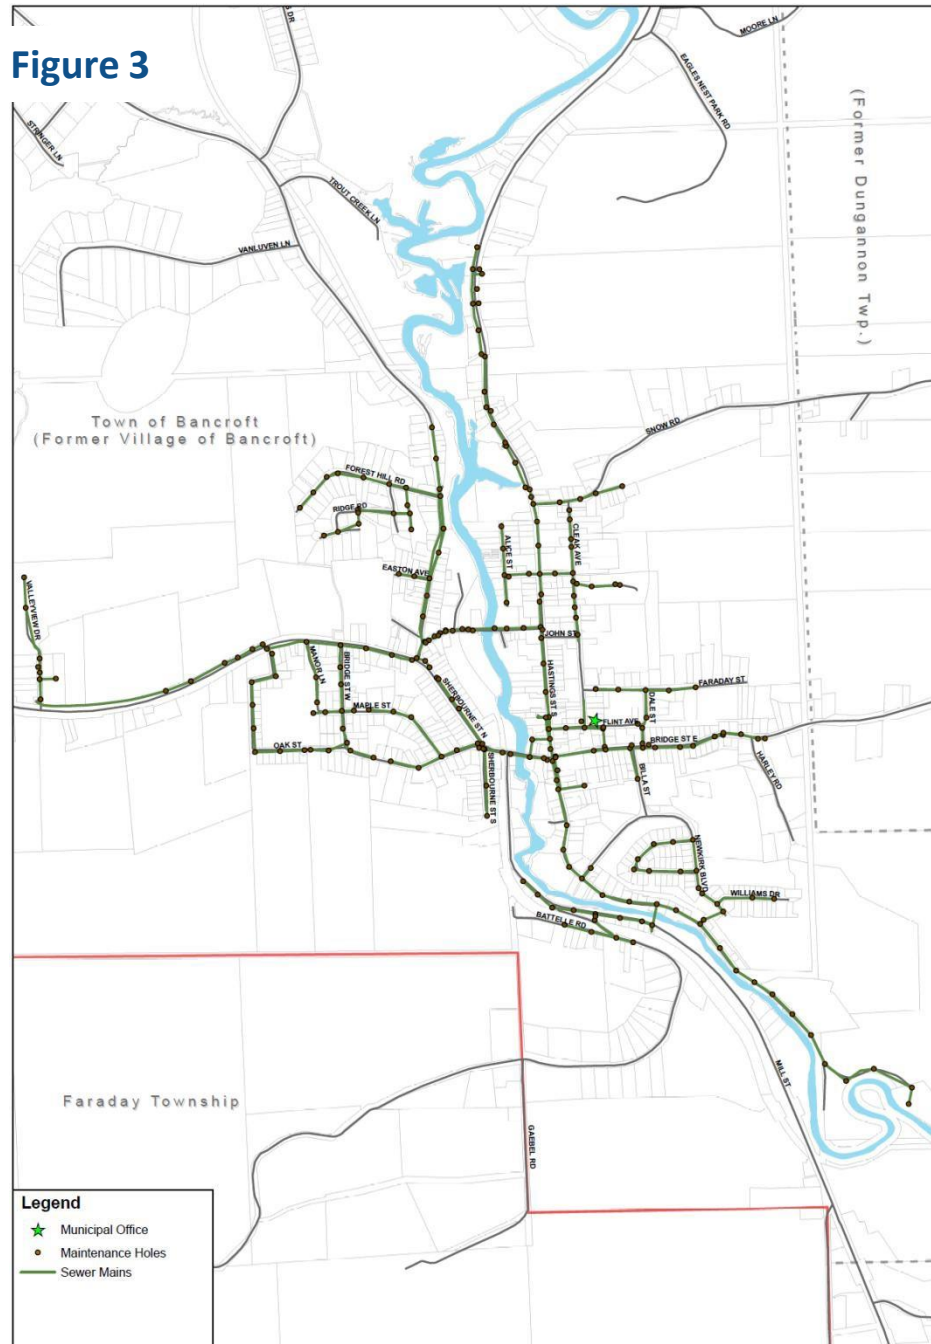 Figure 3
S DR
MOORE LN
EAGLES NEST PARK RD
STRINGER LN
TROUT CREEK LN
VANLUVEN LN
(Former Dungannon Twp.)
Town of Bancroft
(Former Village of Bancroft)
SNOW RD
FOREST HILL RD
RIDGE RD
CLEAK AVE
ALICE ST
EASTON AVE
VALLEYVIEW DR
JOHN ST
MANOR LN
BRIDGE ST W
HASTINGS ST S
FARADAY ST
SHERBOURNE ST N
DALE ST
MAPLE ST
FLINT AVE
OAK ST
BRIDGE ST E
SHERBOURNE ST S
BILLA ST
HARLEY RD
NEWKIRK BLVD
WILLIAMS DR
BATTELLE RD
MILL ST
Faraday Township
GAEBEL RD
Legend
Municipal Office
Maintenance Holes
Sewer Mains